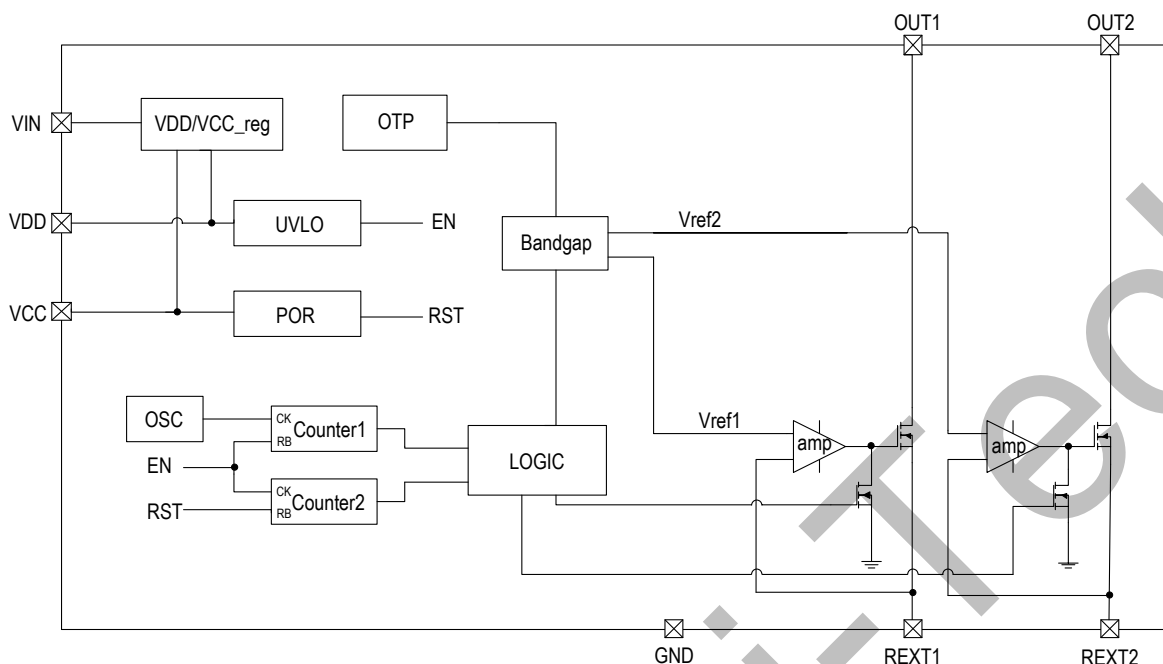 OUT1
OUT2
VIN
VDD/VCC_reg
OTP
VDD
UVLO
EN
Bandgap
Vref2
VCC
POR
RST
OSC
CK
RB
Counter1
Vref1
amp
amp
LOGIC
EN
CK
RB
Counter2
RST
GND
REXT1
REXT2
i-Tec